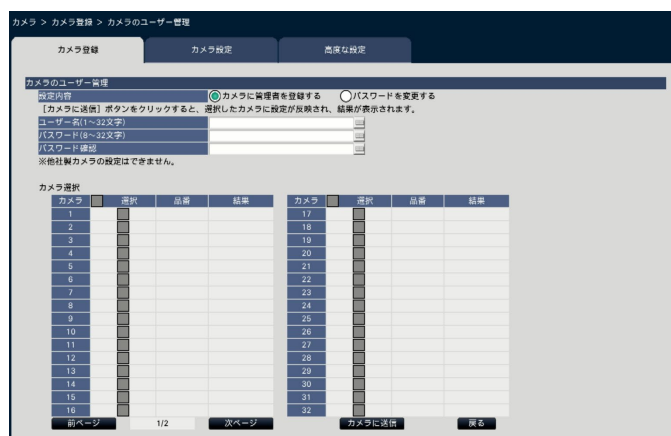 カメラ > カメラ登録 > カメラのユーザー管理
カメラ登録 カメラ設定 高度な設定
カメラのユーザー管理
設定内容 カメラに管理者を登録する パスワードを変更する
［カメラに送信］ボタンをクリックすると、選択したカメラに設定が反映され、結果が表示されます。
ユーザー名(1～32文字)
パスワード(8～32文字)
パスワード確認
※他社製カメラの設定はできません。
カメラ選択
カメラ 選択 品番 結果 カメラ 選択 品番 結果
1 17
2 18
3 19
4 20
5 21
6 22
7 23
8 24
9 25
10 26
11 27
12 28
13 29
14 30
15 31
16 32
前ページ 1/2 次ページ カメラに送信 戻る